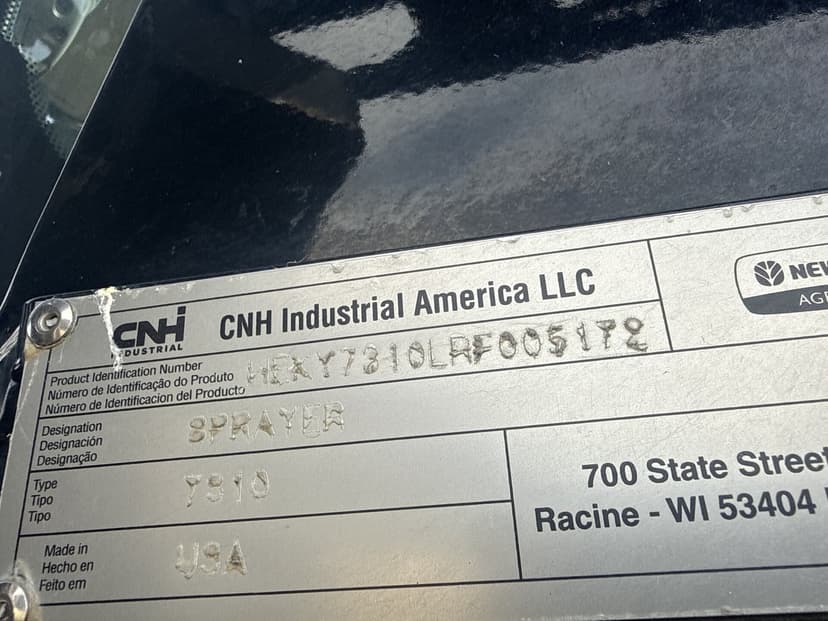 CNH
INDUSTRIAL
CNH Industrial America LLC
NEW
Product Identification Number
Número de Identificação do Produto
Número de Identificacion del Producto
Designation
Designación
Designação
SPRAYER
Type
Tipo
Tipo
7310
Made in
Hecho en
Feito em
USA
700 State Street
Racine - WI 53404